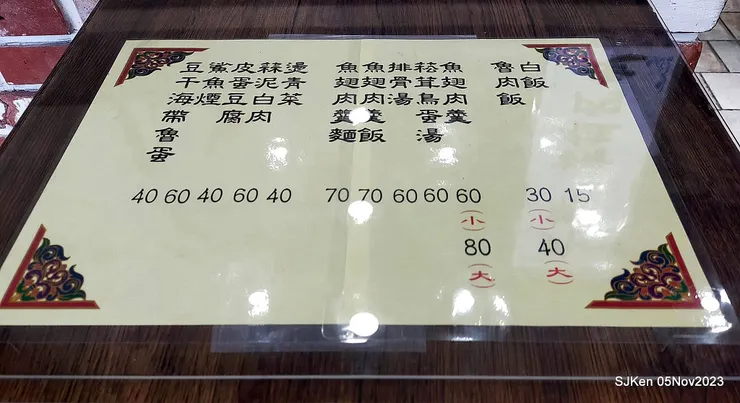 白飯
魯肉飯
魚翅肉羹
菘茸鳥蛋湯
排骨湯
魚翅肉羹飯
魚翅肉羹麵
燙青菜
蒜泥白肉
皮蛋豆腐
鯊魚煙
豆干海帶魯蛋
40 60 40 60 40 70 70 60 60 60 30 15
(小) (小)
80 40
(大) (大)
SJKen 05Nov2023